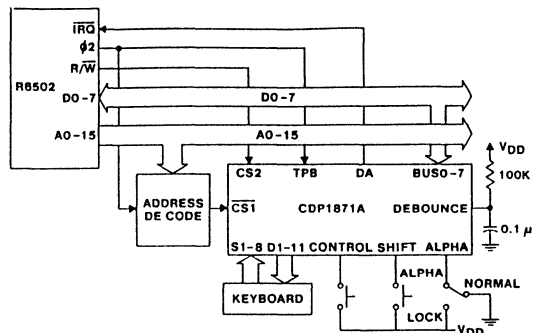 IRQ
ϕ2
R/W
R6502
D0-7
D0-7
A0-15
A0-15
VDD
100K
CS2 TPB DA BUS0-7
ADDRESS
DE CODE
CS1
CDP1871A
DEBOUNCE
0.1 μ
S1-8 D1-11 CONTROL SHIFT ALPHA
KEYBOARD
ALPHA
NORMAL
LOCK
VDD